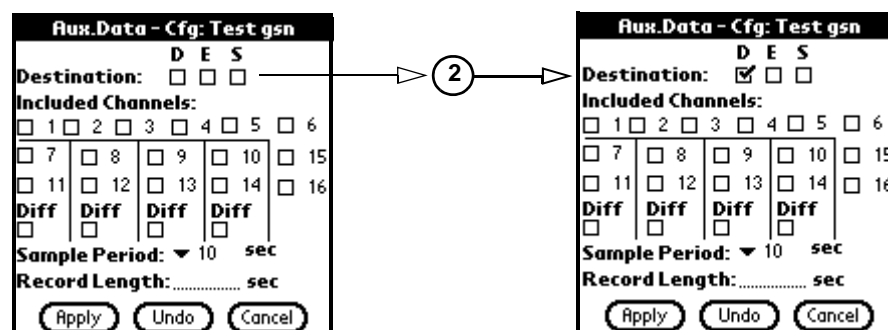 Aux.Data - Cfg: Test gsn
D E S
Destination:
Included Channels:
1 2 3 4 5 6
7 8 9 10 15
11 12 13 14 16
Diff Diff Diff Diff
Sample Period: 10 sec
Record Length: sec
Apply Undo Cancel
2
Aux.Data - Cfg: Test gsn
D E S
Destination:
Included Channels:
1 2 3 4 5 6
7 8 9 10 15
11 12 13 14 16
Diff Diff Diff Diff
Sample Period: 10 sec
Record Length: sec
Apply Undo Cancel